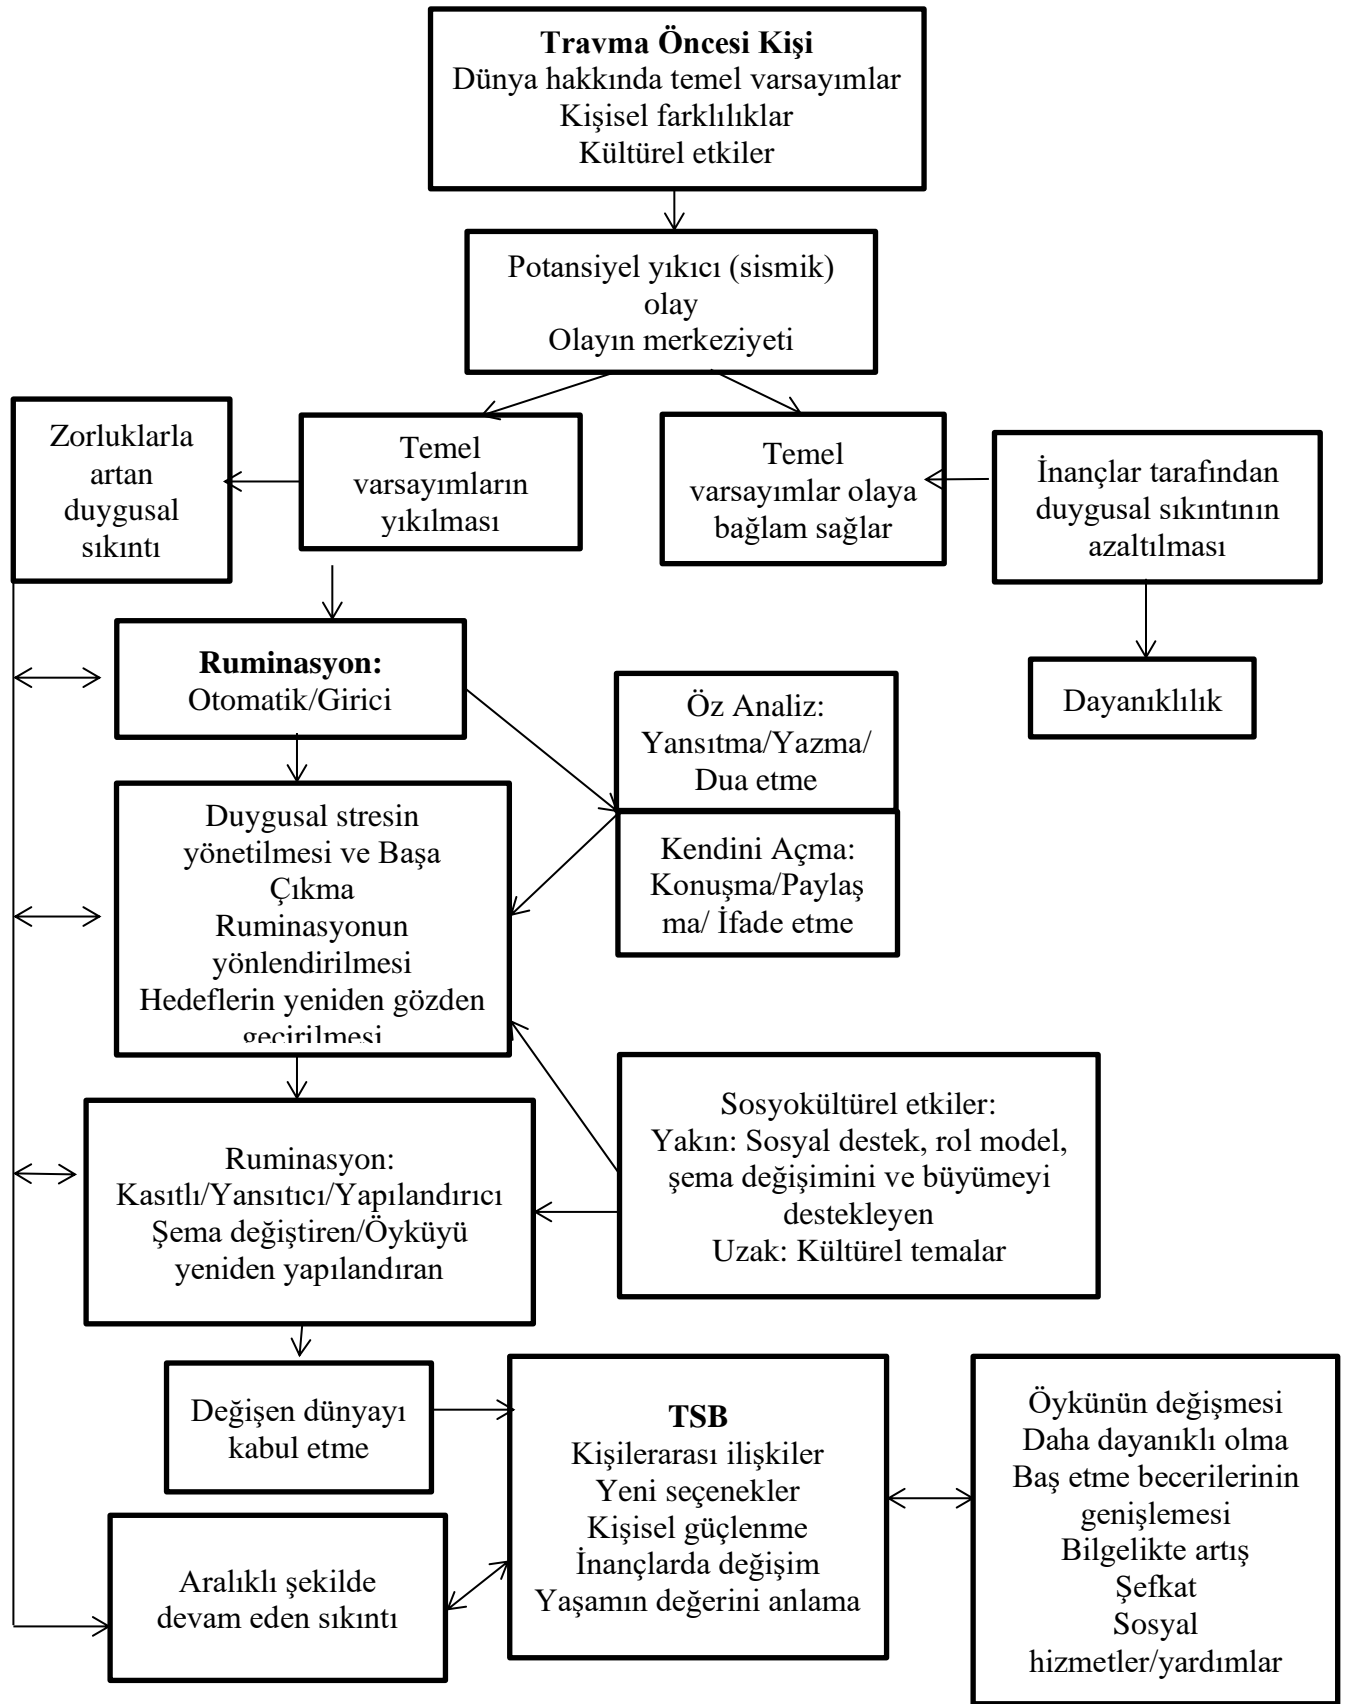 Travma Öncesi Kişi
Dünya hakkında temel varsayımlar
Kişisel farklılıklar
Kültürel etkiler
Potansiyel yıkıcı (sismik)
olay
Olayın merkeziyeti
Zorluklarla
artan
duygusal
sıkıntı
Temel
varsayımların
yıkılması
Temel
varsayımlar olaya
bağlam sağlar
İnançlar tarafından
duygusal sıkıntının
azaltılması
Ruminasyon:
Otomatik/Girici
Öz Analiz:
Yansıtma/Yazma/
Dua etme
Dayanıklılık
Duygusal stresin
yönetilmesi ve Başa
Çıkma
Ruminasyonun
yönlendirilmesi
Hedeflerin yeniden gözden
geçirilmesi
Kendini Açma:
Konuşma/Paylaş
ma/ İfade etme
Ruminasyon:
Kasıtlı/Yansıtıcı/Yapılandırıcı
Şema değiştiren/Öyküyü
yeniden yapılandıran
Sosyokültürel etkiler:
Yakın: Sosyal destek, rol model,
şema değişimini ve büyümeyi
destekleyen
Uzak: Kültürel temalar
Değişen dünyayı
kabul etme
TSB
Kişilerarası ilişkiler
Yeni seçenekler
Kişisel güçlenme
İnançlarda değişim
Yaşamın değerini anlama
Öykünün değişmesi
Daha dayanıklı olma
Baş etme becerilerinin
genişlemesi
Bilgelikte artış
Şefkat
Sosyal
hizmetler/yardımlar
Aralıklı şekilde
devam eden sıkıntı